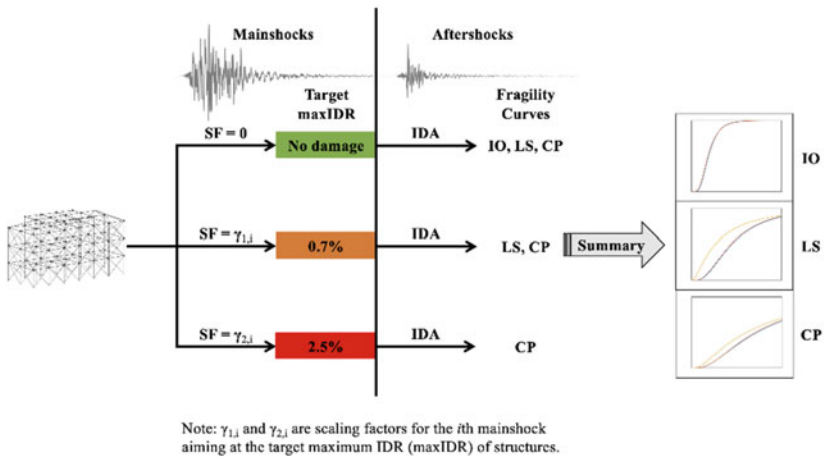 Mainshocks
Aftershocks
Target
maxIDR
Fragility
Curves
SF = 0
No damage
IDA
IO, LS, CP
IO
SF = γ1,i
0.7%
IDA
LS, CP
Summary
LS
SF = γ2,i
2.5%
IDA
CP
CP
Note: γ1,i and γ2,i are scaling factors for the ith mainshock
aiming at the target maximum IDR (maxIDR) of structures.